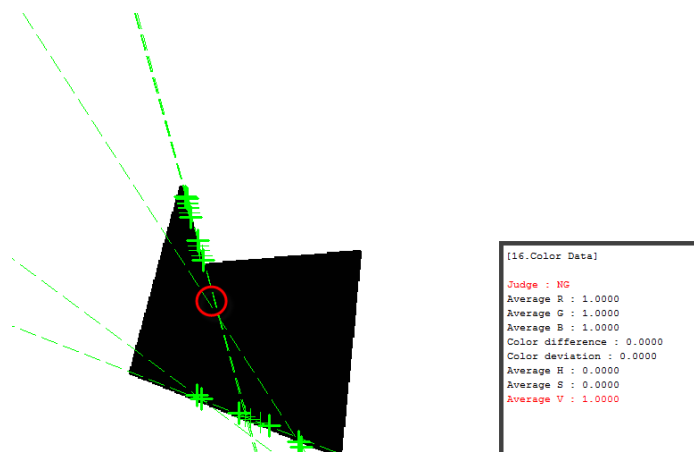 [16.Color Data]
Judge : NG
Average R : 1.0000
Average G : 1.0000
Average B : 1.0000
Color difference : 0.0000
Color deviation : 0.0000
Average H : 0.0000
Average S : 0.0000
Average V : 1.0000